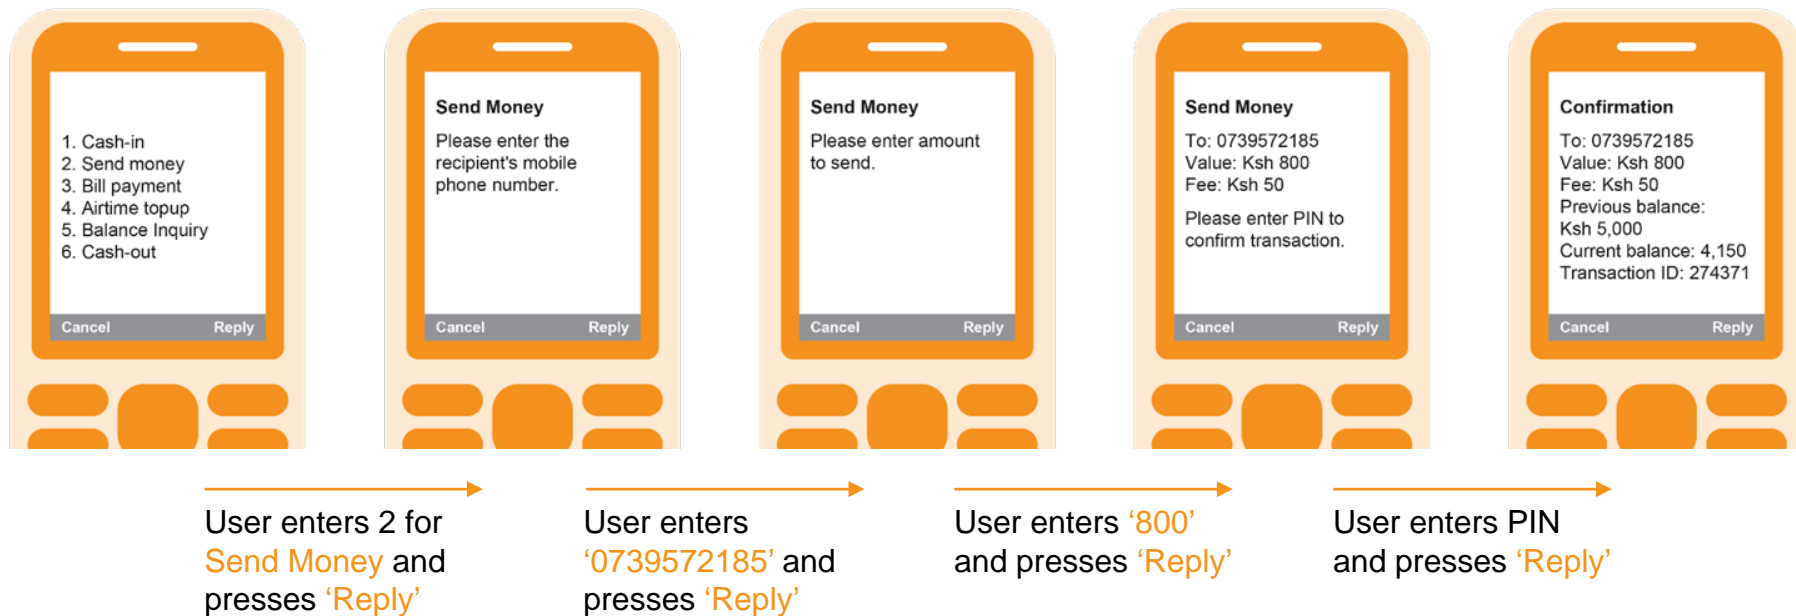 1. Cash-in
2. Send money
3. Bill payment
4. Airtime topup
5. Balance Inquiry
6. Cash-out
Cancel Reply
Send Money
Please enter the
recipient's mobile
phone number.
Cancel Reply
Send Money
Please enter amount
to send.
Cancel Reply
Send Money
To: 0739572185
Value: Ksh 800
Fee: Ksh 50
Please enter PIN to
confirm transaction.
Cancel Reply
Confirmation
To: 0739572185
Value: Ksh 800
Fee: Ksh 50
Previous balance:
Ksh 5,000
Current balance: 4,150
Transaction ID: 274371
Cancel Reply
User enters 2 for
Send Money and
presses ‘Reply’
User enters
‘0739572185’ and
presses ‘Reply’
User enters ‘800’
and presses ‘Reply’
User enters PIN
and presses ‘Reply’